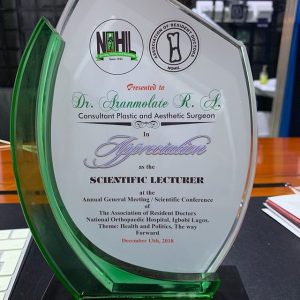 NOHIL
ASSOCIATION OF RESIDENT DOCTORS
NOHIL
Presented to
Dr. Aranmolate R. A.
Consultant Plastic and Aesthetic Surgeon
In
Appreciation
as the
SCIENTIFIC LECTURER
at the
Annual General Meeting / Scientific Conference
of
The Association of Resident Doctors
National Orthopaedic Hospital, Igbobi Lagos.
Theme: Health and Politics, The way
Forward
December 13th, 2018